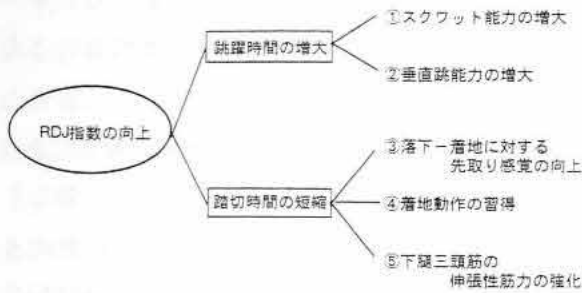 ①スクワット能力の増大
跳躍時間の増大
②垂直跳能力の増大
RDJ指数の向上
③落下－着地に対する
先取り感覚の向上
踏切時間の短縮
④着地動作の習得
⑤下腿三頭筋の
伸張性筋力の強化